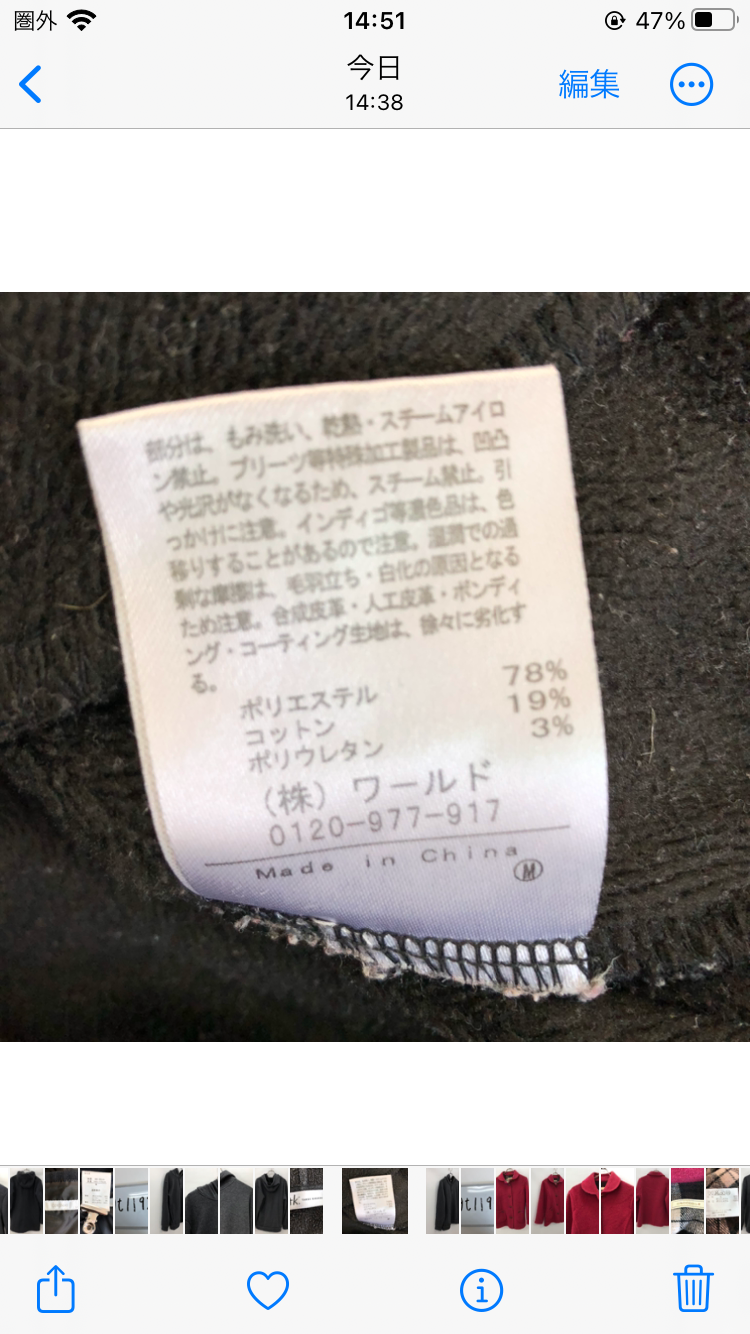 圏外
14:51
47%
今日
14:38
編集
部分は、もみ洗い、乾熱・スチームアイロ
ン禁止。プリーツ等特殊加工製品は、凹凸
や光沢がなくなるため、スチーム禁止。引
っかけに注意。インディゴ等濃色品は、色
移りすることがあるので注意。湿潤での過
剰な摩擦は、毛羽立ち・白化の原因となる
ため注意。合成皮革・人工皮革・ボンディ
ング・コーティング生地は、徐々に劣化す
る。
ポリエステル 78%
コットン 19%
ポリウレタン 3%
(株) ワールド
0120-977-917
Made in China
M